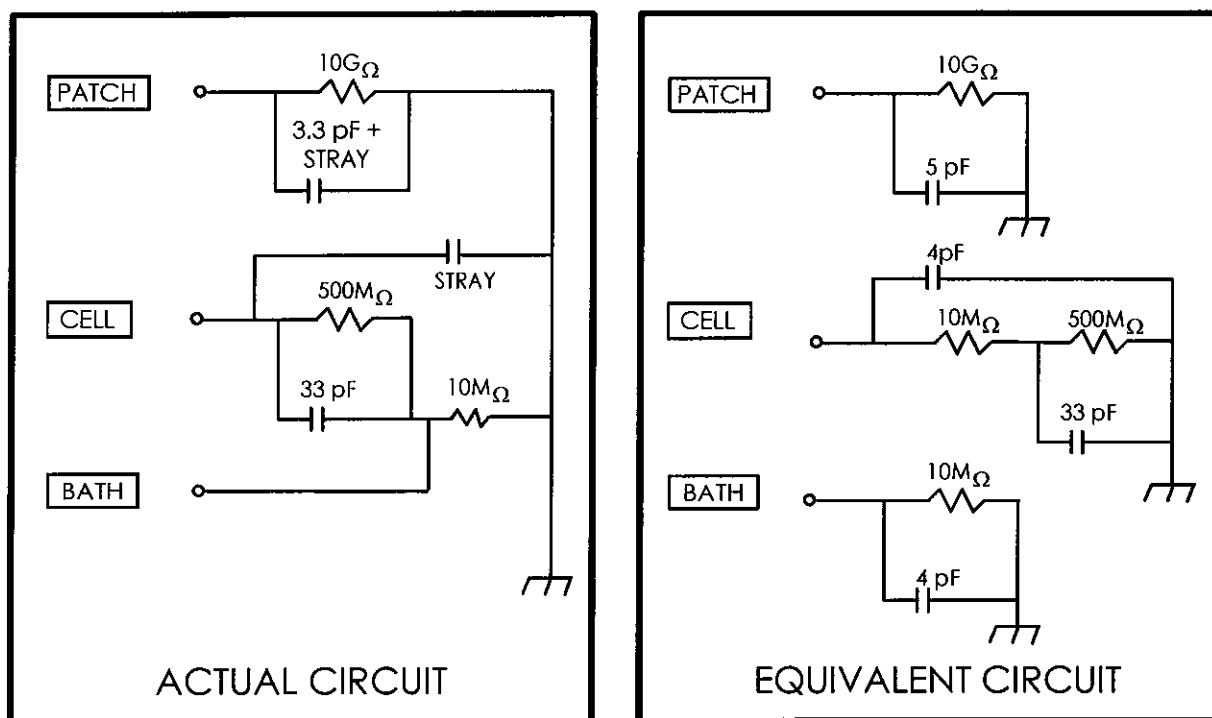 PATCH
10GΩ
3.3 pF +
STRAY
STRAY
CELL
500MΩ
33 pF
10MΩ
BATH
ACTUAL CIRCUIT
PATCH
10GΩ
5 pF
4pF
CELL
10MΩ
500MΩ
33 pF
BATH
10MΩ
4 pF
EQUIVALENT CIRCUIT